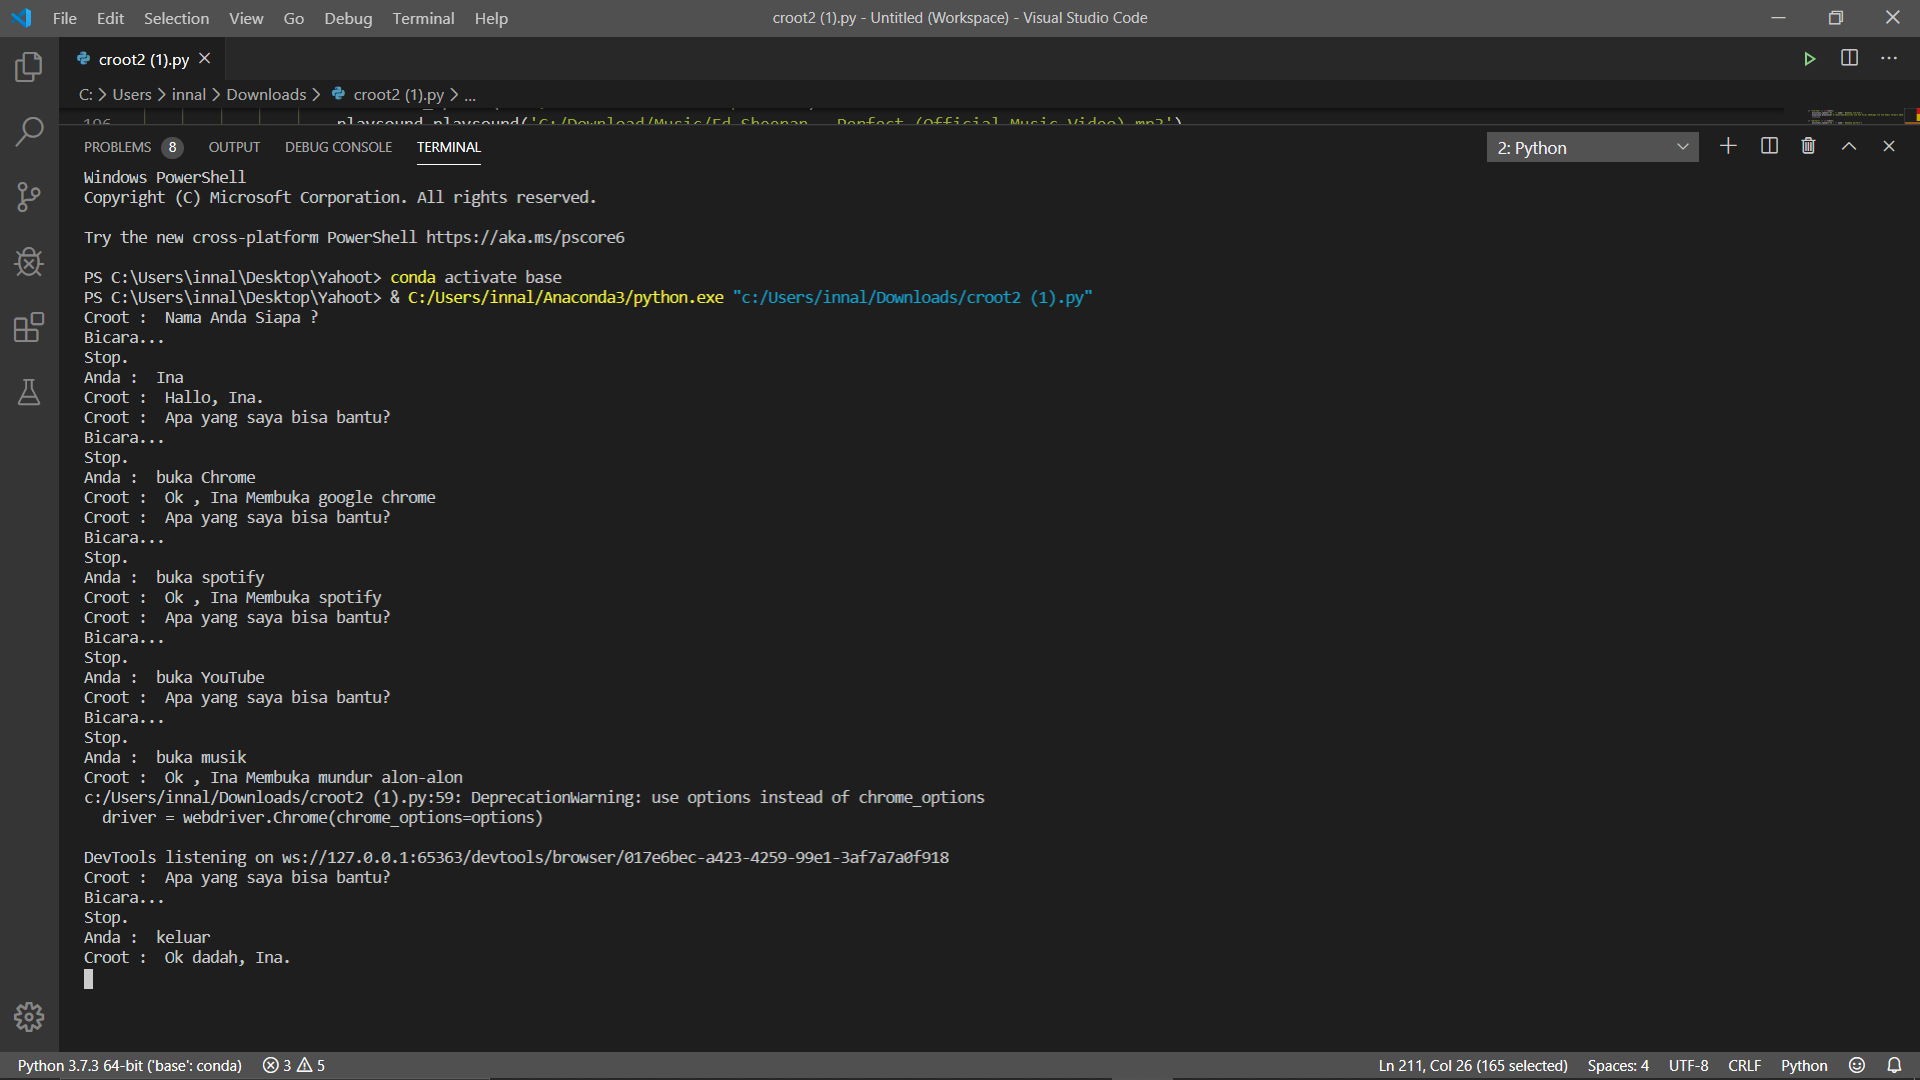 File Edit Selection View Go Debug Terminal Help
croot2 (1).py - Untitled (Workspace) - Visual Studio Code
croot2 (1).py
C: > Users > innal > Downloads > croot2 (1).py > ...
196 playsound.playsound('C:/Download/Music/Ed Sheeran - Perfect (Official Music Video).mp3')
PROBLEMS 8 OUTPUT DEBUG CONSOLE TERMINAL
2: Python
Windows PowerShell
Copyright (C) Microsoft Corporation. All rights reserved.
Try the new cross-platform PowerShell https://aka.ms/pscore6
PS C:\Users\innal\Desktop\Yahoot> conda activate base
PS C:\Users\innal\Desktop\Yahoot> & C:/Users/innal/Anaconda3/python.exe "c:/Users/innal/Downloads/croot2 (1).py"
Croot :  Nama Anda Siapa ?
Bicara...
Stop.
Anda :  Ina
Croot :  Hallo, Ina.
Croot :  Apa yang saya bisa bantu?
Bicara...
Stop.
Anda :  buka Chrome
Croot :  Ok , Ina Membuka google chrome
Croot :  Apa yang saya bisa bantu?
Bicara...
Stop.
Anda :  buka spotify
Croot :  Ok , Ina Membuka spotify
Croot :  Apa yang saya bisa bantu?
Bicara...
Stop.
Anda :  buka YouTube
Croot :  Apa yang saya bisa bantu?
Bicara...
Stop.
Anda :  buka musik
Croot :  Ok , Ina Membuka mundur alon-alon
c:/Users/innal/Downloads/croot2 (1).py:59: DeprecationWarning: use options instead of chrome_options
  driver = webdriver.Chrome(chrome_options=options)
DevTools listening on ws://127.0.0.1:65363/devtools/browser/017e6bec-a423-4259-99e1-3af7a7a0f918
Croot :  Apa yang saya bisa bantu?
Bicara...
Stop.
Anda :  keluar
Croot :  Ok dadah, Ina.
Python 3.7.3 64-bit ('base': conda) 3 5
Ln 211, Col 26 (165 selected) Spaces: 4 UTF-8 CRLF Python